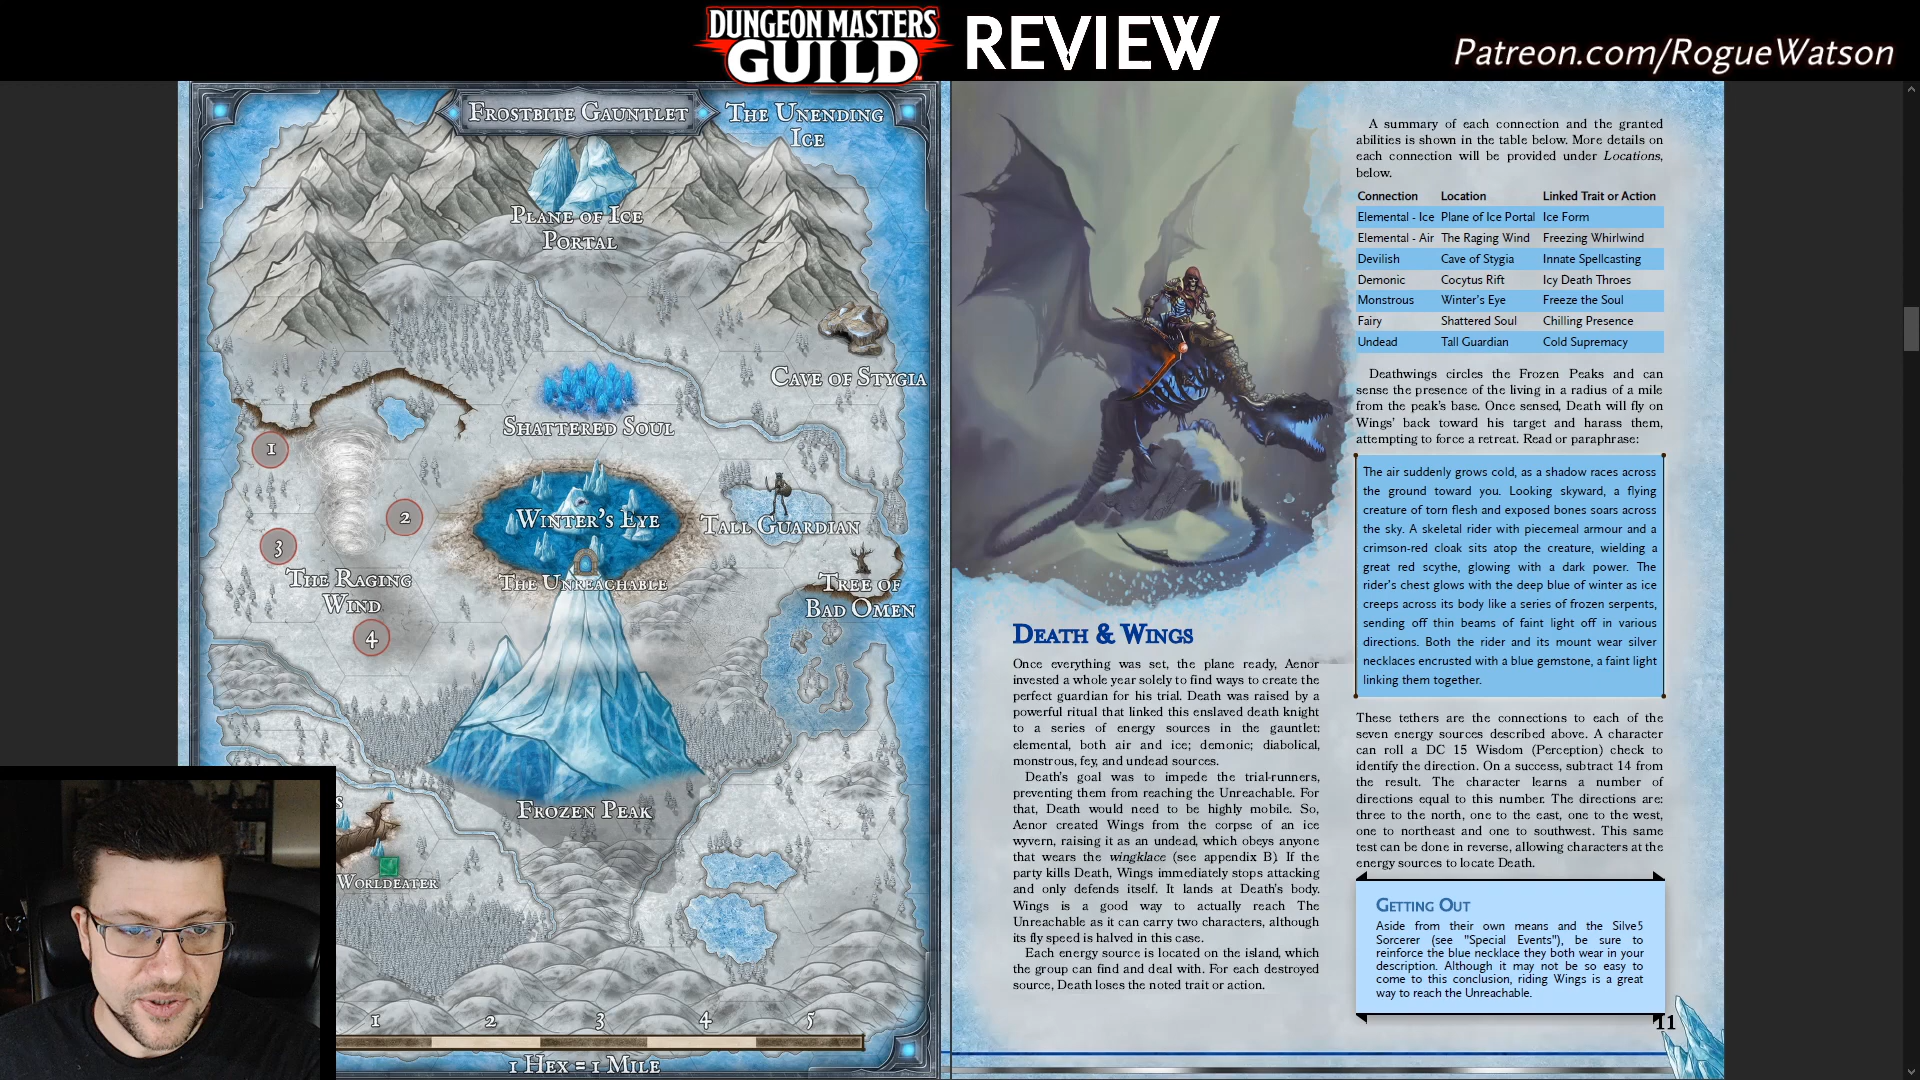 DUNGEON MASTERS
GUILD
REVIEW
Patreon.com/RogueWatson
Frostbite Gauntlet
The Unending
Ice
Plane of Ice
Portal
Cave of Stygia
Shattered Soul
1
2
3
4
Winter's Eye
Tall Guardian
The Unreachable
The Raging
Wind
Tree of
Bad Omen
Frozen Peak
Worldeater
1 2 3 4 5
1 Hex = 1 Mile
Death & Wings
Once everything was set, the plane ready, Aenor
invested a whole year solely to find ways to create the
perfect guardian for his trial. Death was raised by a
powerful ritual that linked this enslaved death knight
to a series of energy sources in the gauntlet:
elemental, both air and ice; demonic; diabolical,
monstrous, fey, and undead sources.
Death's goal was to impede the trial-runners,
preventing them from reaching the Unreachable. For
that, Death would need to be highly mobile. So,
Aenor created Wings from the corpse of an ice
wyvern, raising it as an undead, which obeys anyone
that wears the wingklace (see appendix B). If the
party kills Death, Wings immediately stops attacking
and only defends itself. It lands at Death's body.
Wings is a good way to actually reach The
Unreachable as it can carry two characters, although
its fly speed is halved in this case.
Each energy source is located on the island, which
the group can find and deal with. For each destroyed
source, Death loses the noted trait or action.
A summary of each connection and the granted
abilities is shown in the table below. More details on
each connection will be provided under Locations,
below.
Connection Location Linked Trait or Action
Elemental - Ice Plane of Ice Portal Ice Form
Elemental - Air The Raging Wind Freezing Whirlwind
Devilish Cave of Stygia Innate Spellcasting
Demonic Cocytus Rift Icy Death Throes
Monstrous Winter's Eye Freeze the Soul
Fairy Shattered Soul Chilling Presence
Undead Tall Guardian Cold Supremacy
Deathwings circles the Frozen Peaks and can
sense the presence of the living in a radius of a mile
from the peak's base. Once sensed, Death will fly on
Wings' back toward his target and harass them,
attempting to force a retreat. Read or paraphrase:
The air suddenly grows cold, as a shadow races across
the ground toward you. Looking skyward, a flying
creature of torn flesh and exposed bones soars across
the sky. A skeletal rider with piecemeal armour and a
crimson-red cloak sits atop the creature, wielding a
great red scythe, glowing with a dark power. The
rider's chest glows with the deep blue of winter as ice
creeps across its body like a series of frozen serpents,
sending off thin beams of faint light off in various
directions. Both the rider and its mount wear silver
necklaces encrusted with a blue gemstone, a faint light
linking them together.
These tethers are the connections to each of the
seven energy sources described above. A character
can roll a DC 15 Wisdom (Perception) check to
identify the direction. On a success, subtract 14 from
the result. The character learns a number of
directions equal to this number. The directions are:
three to the north, one to the east, one to the west,
one to northeast and one to southwest. This same
test can be done in reverse, allowing characters at the
energy sources to locate Death.
Getting Out
Aside from their own means and the Silve5
Sorcerer (see "Special Events"), be sure to
reinforce the blue necklace they both wear in your
description. Although it may not be so easy to
come to this conclusion, riding Wings is a great
way to reach the Unreachable.
11